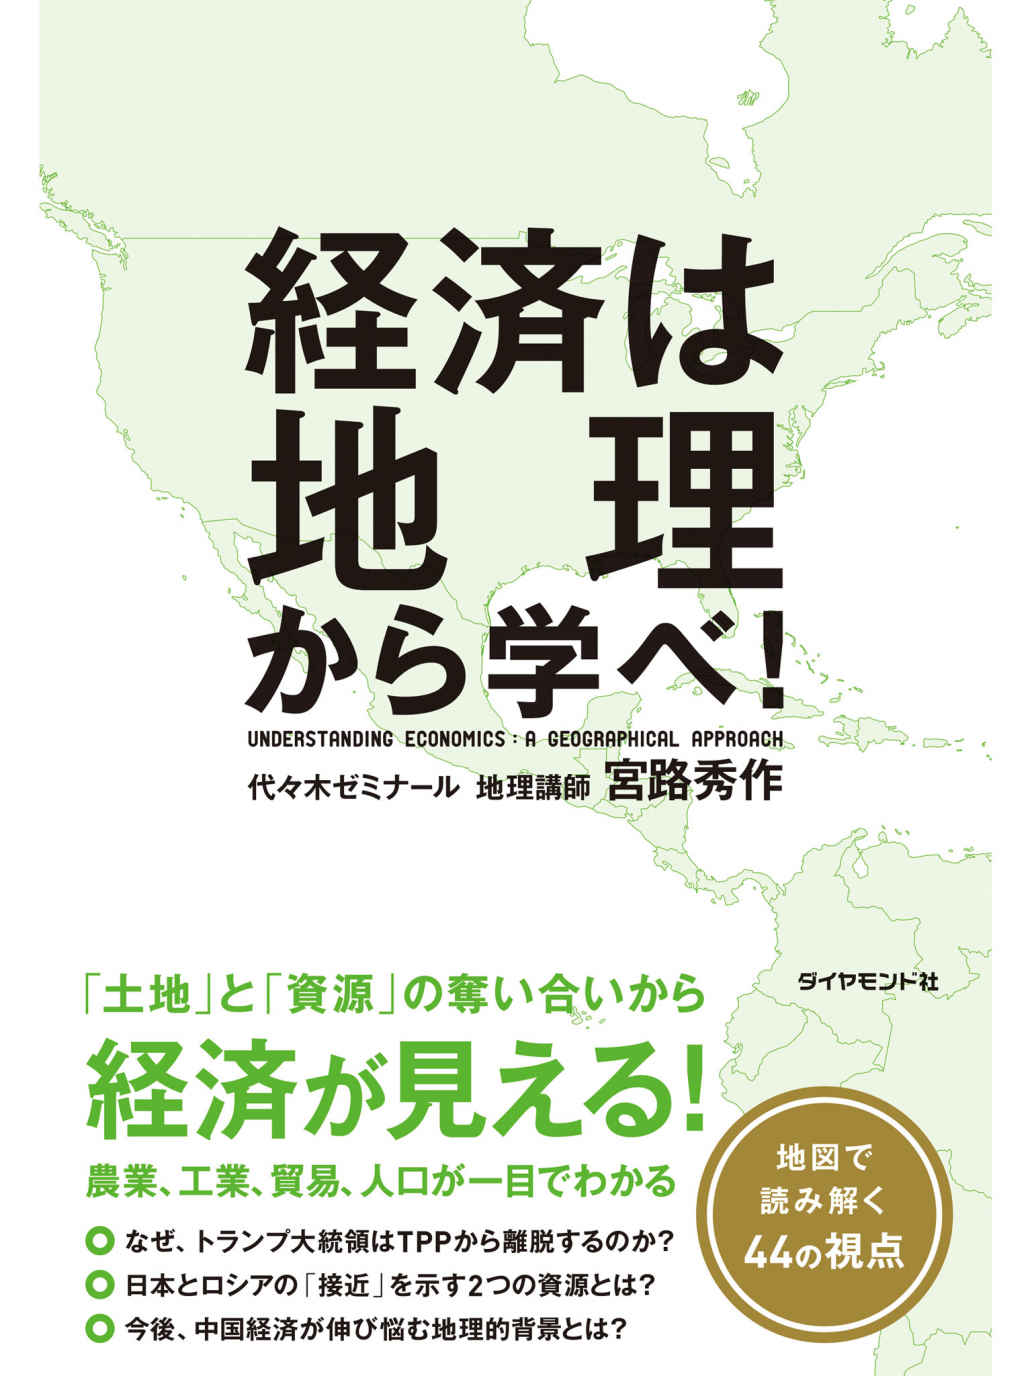 経済は
地理
から学べ!
UNDERSTANDING ECONOMICS : A GEOGRAPHICAL APPROACH
代々木ゼミナール 地理講師 宮路秀作
ダイヤモンド社
「土地」と「資源」の奪い合いから
経済が見える!
農業、工業、貿易、人口が一目でわかる
なぜ、トランプ大統領はTPPから離脱するのか?
日本とロシアの「接近」を示す2つの資源とは?
今後、中国経済が伸び悩む地理的背景とは?
地図で
読み解く
44の視点